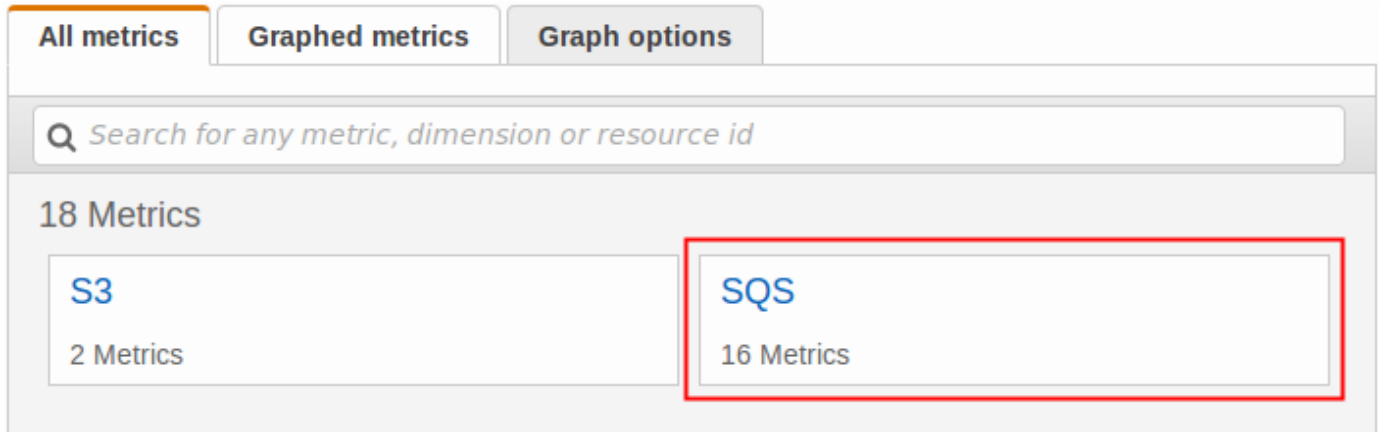 All metrics Graphed metrics Graph options
Search for any metric, dimension or resource id
18 Metrics
S3 SQS
2 Metrics 16 Metrics